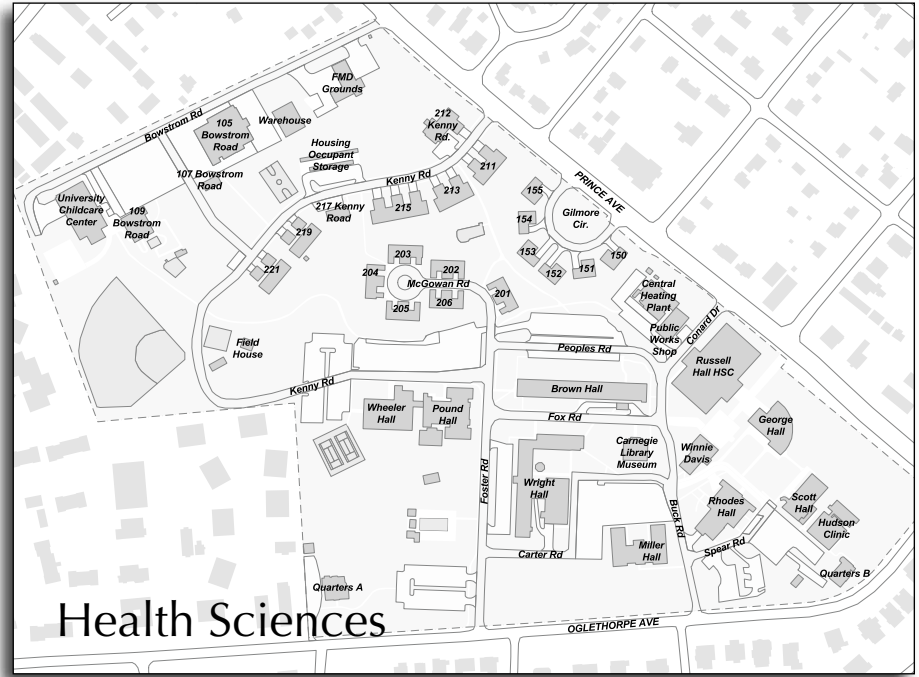 FMD
Grounds
Bowstrom Rd
105
Bowstrom
Road
Warehouse
212
Kenny
Rd.
Housing
Occupant
Storage
107 Bowstrom
Road
Kenny Rd
211
213
215
217 Kenny
Road
219
221
University
Childcare
Center
109
Bowstrom
Road
PRINCE AVE
155
154
Gilmore
Cir.
153
152
151
150
203
204
202
McGowan Rd
205
206
201
Central
Heating
Plant
Public
Works
Shop
Conard Dr
Field
House
Kenny Rd
Peoples Rd
Russell
Hall HSC
Brown Hall
Wheeler
Hall
Pound
Hall
Fox Rd
George
Hall
Carnegie
Library
Museum
Winnie
Davis
Foster Rd
Wright
Hall
Buck Rd
Rhodes
Hall
Scott
Hall
Hudson
Clinic
Carter Rd
Miller
Hall
Spear Rd
Quarters A
Quarters B
Health Sciences
OGLETHORPE AVE